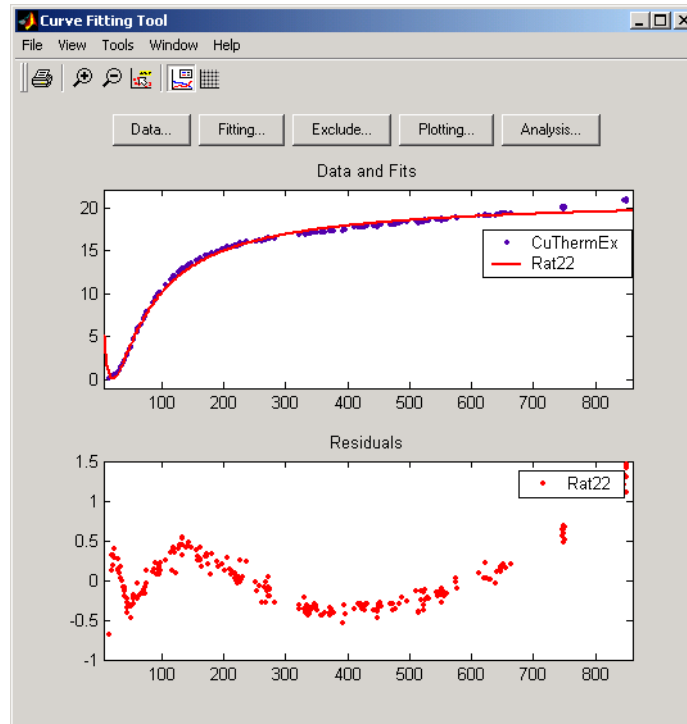 Curve Fitting Tool
File View Tools Window Help
Data... Fitting... Exclude... Plotting... Analysis...
Data and Fits
20
15
10
5
0
CuThermEx
Rat22
100 200 300 400 500 600 700 800
Residuals
1.5
1
0.5
0
-0.5
-1
Rat22
100 200 300 400 500 600 700 800